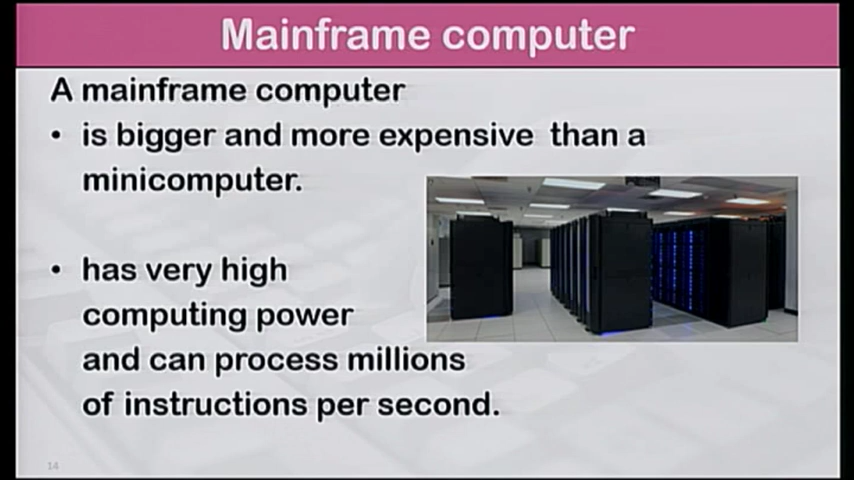 Mainframe computer
A mainframe computer
• is bigger and more expensive than a
minicomputer.
• has very high
computing power
and can process millions
of instructions per second.
14